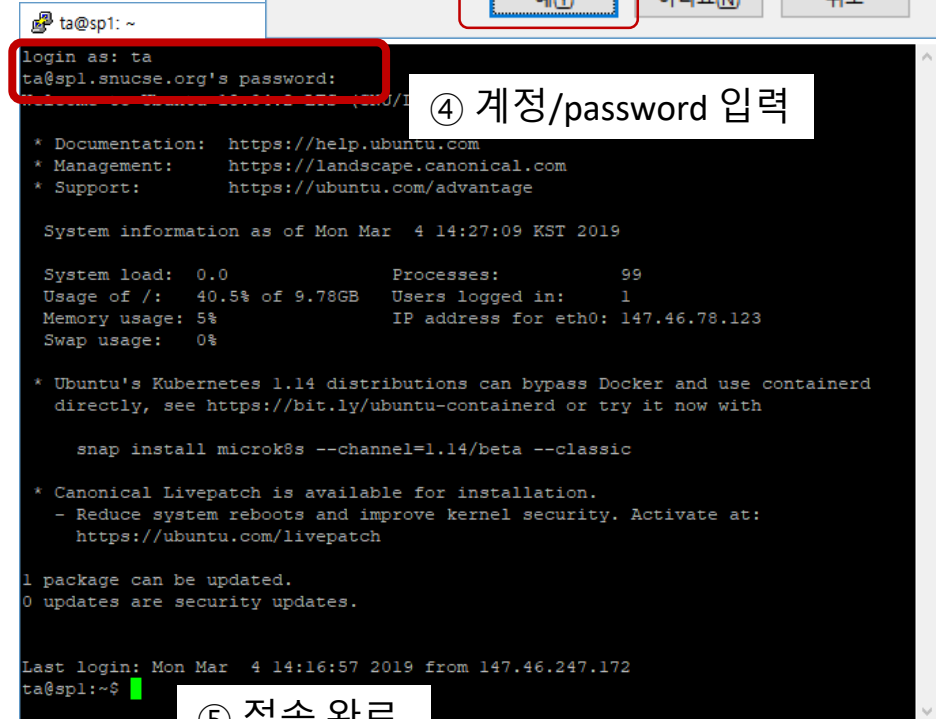 ta@sp1: ~
login as: ta
ta@sp1.snucse.org's password:
④ 계정/password 입력
* Documentation: https://help.ubuntu.com
* Management: https://landscape.canonical.com
* Support: https://ubuntu.com/advantage
System information as of Mon Mar 4 14:27:09 KST 2019
System load: 0.0 Processes: 99
Usage of /: 40.5% of 9.78GB Users logged in: 1
Memory usage: 5% IP address for eth0: 147.46.78.123
Swap usage: 0%
* Ubuntu's Kubernetes 1.14 distributions can bypass Docker and use containerd
directly, see https://bit.ly/ubuntu-containerd or try it now with
snap install microk8s --channel=1.14/beta --classic
* Canonical Livepatch is available for installation.
- Reduce system reboots and improve kernel security. Activate at:
https://ubuntu.com/livepatch
1 package can be updated.
0 updates are security updates.
Last login: Mon Mar 4 14:16:57 2019 from 147.46.247.172
ta@sp1:~$
⑤ 접속 완료